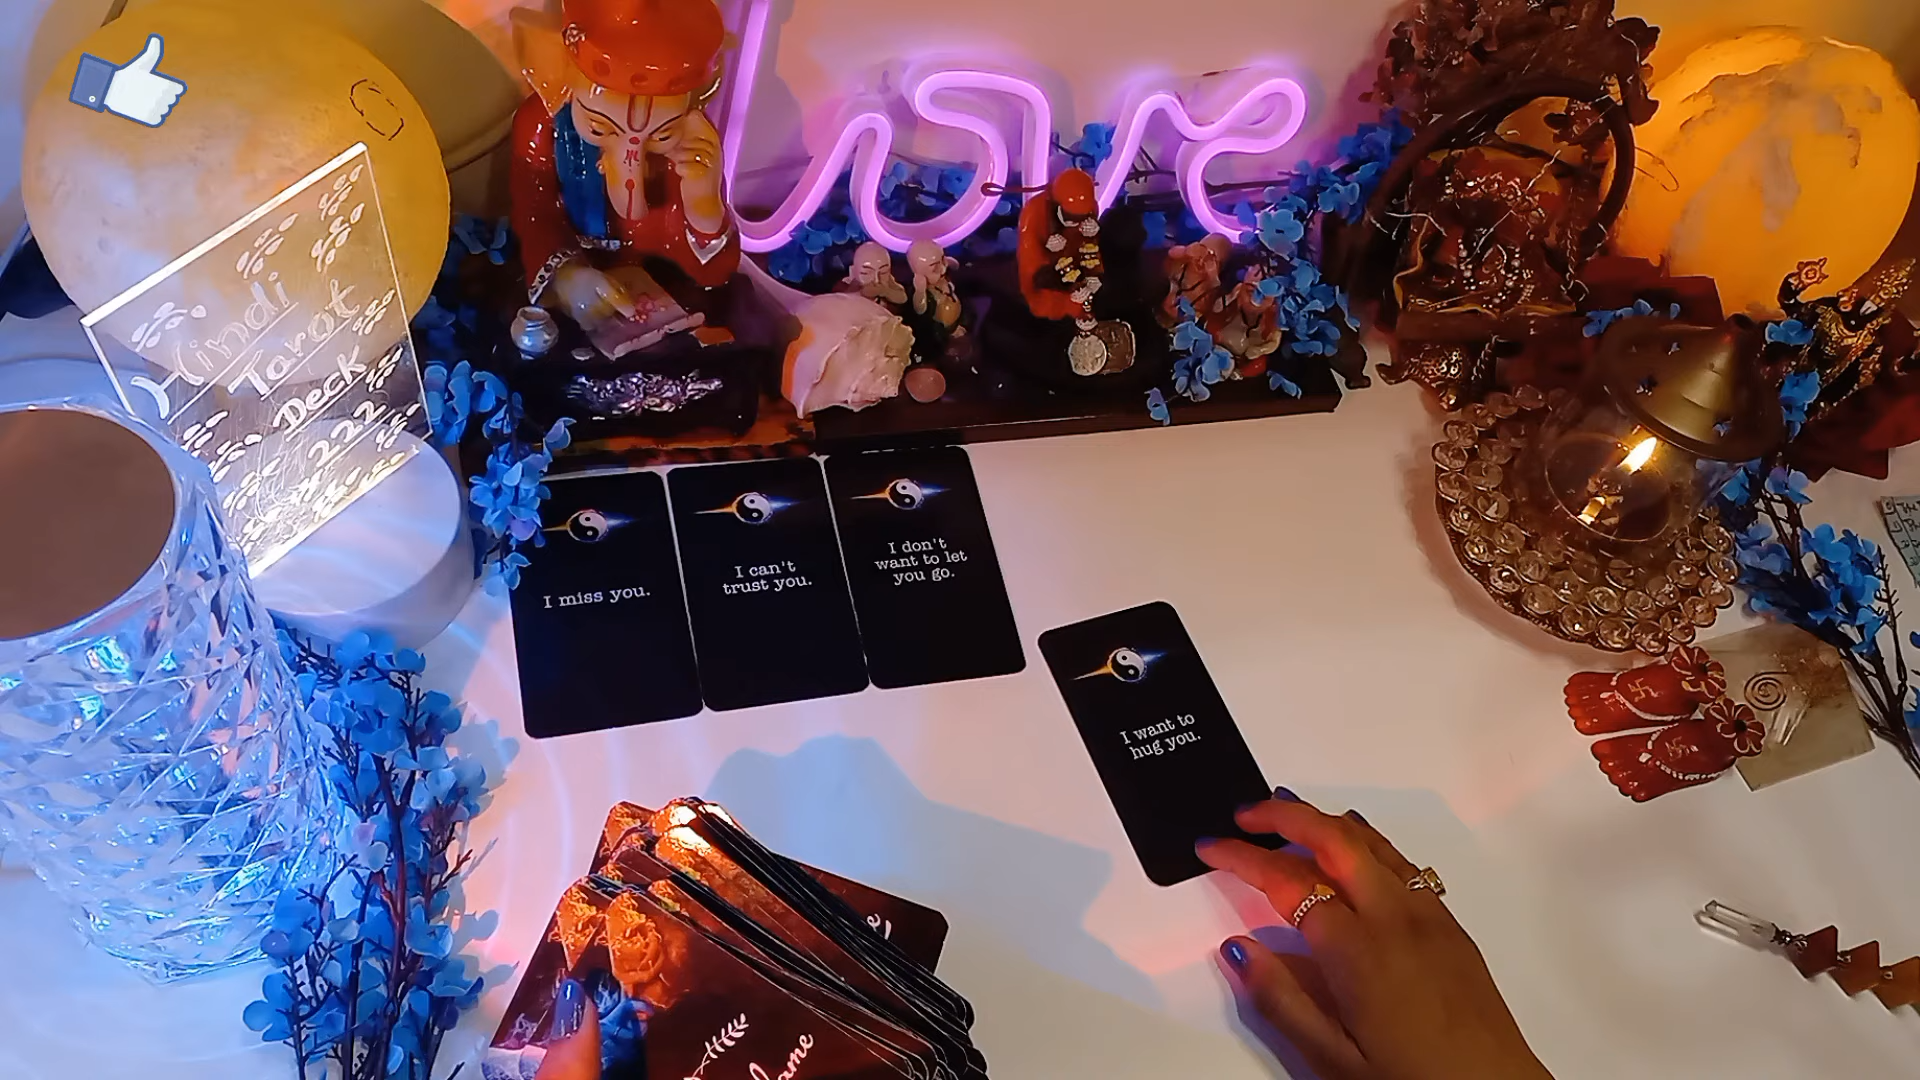 love
Hindi
Tarot
Deck
222
I miss you.
I can't
trust you.
I don't
want to let
you go.
I want to
hug you.